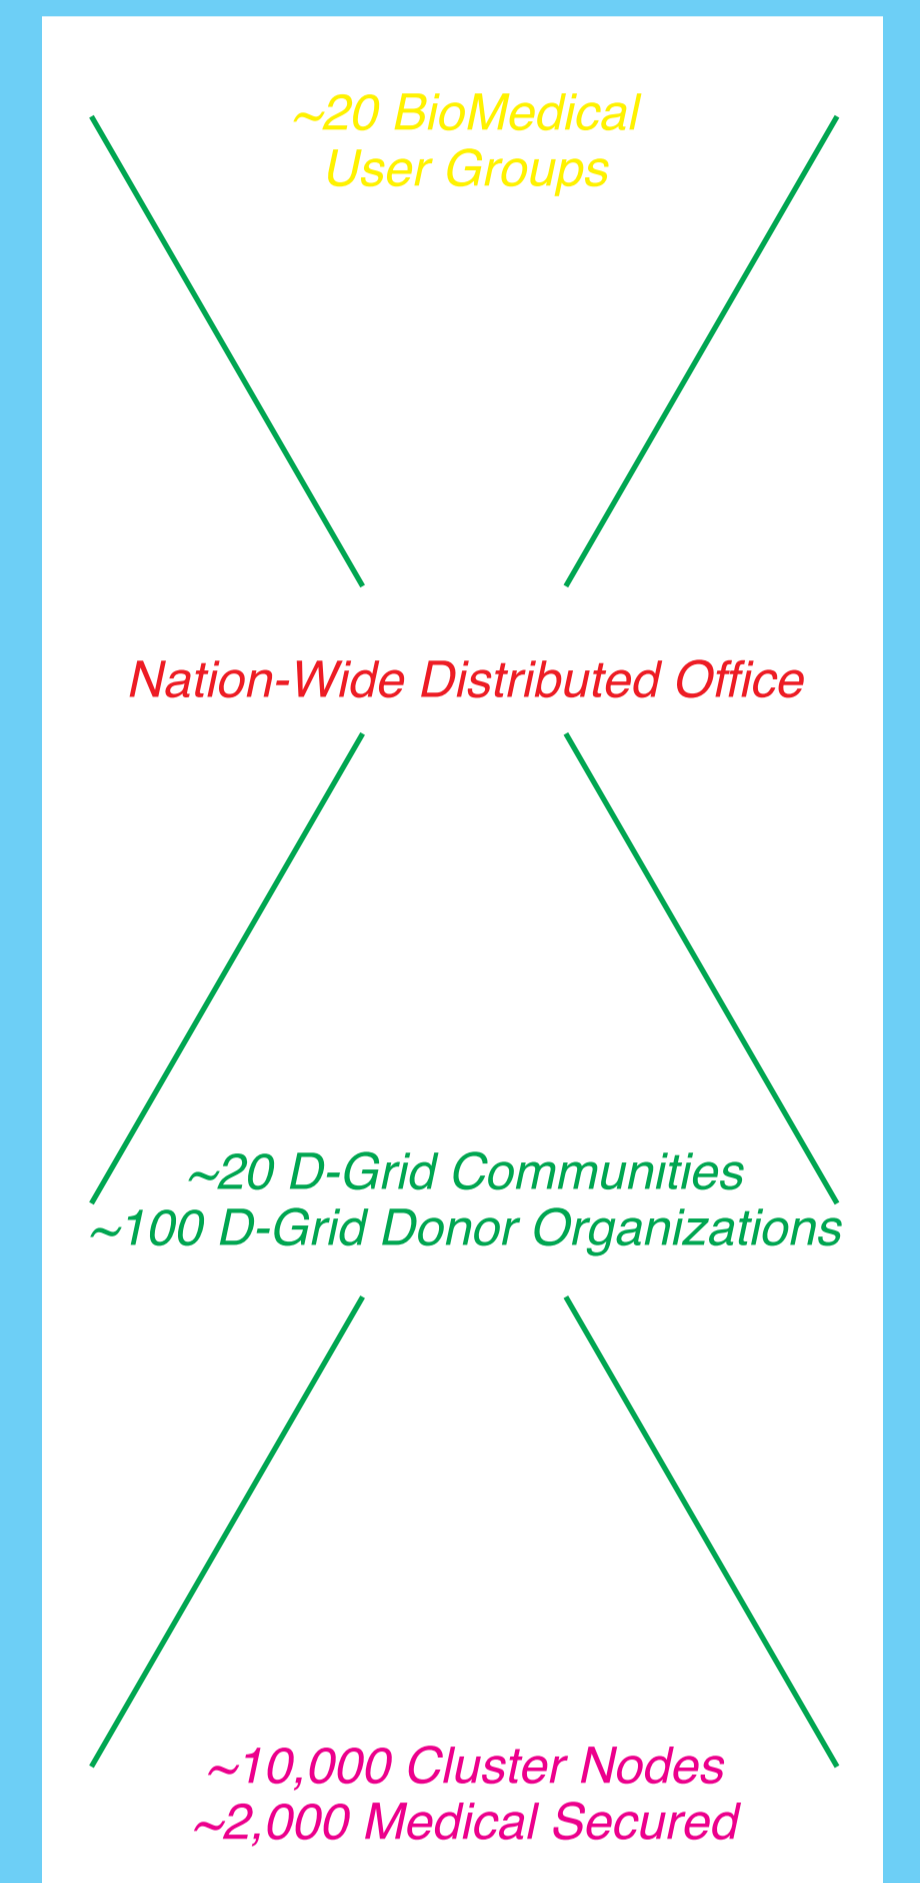 ~20 BioMedical
User Groups
Nation-Wide Distributed Office
~20 D-Grid Communities
~100 D-Grid Donor Organizations
~10,000 Cluster Nodes
~2,000 Medical Secured